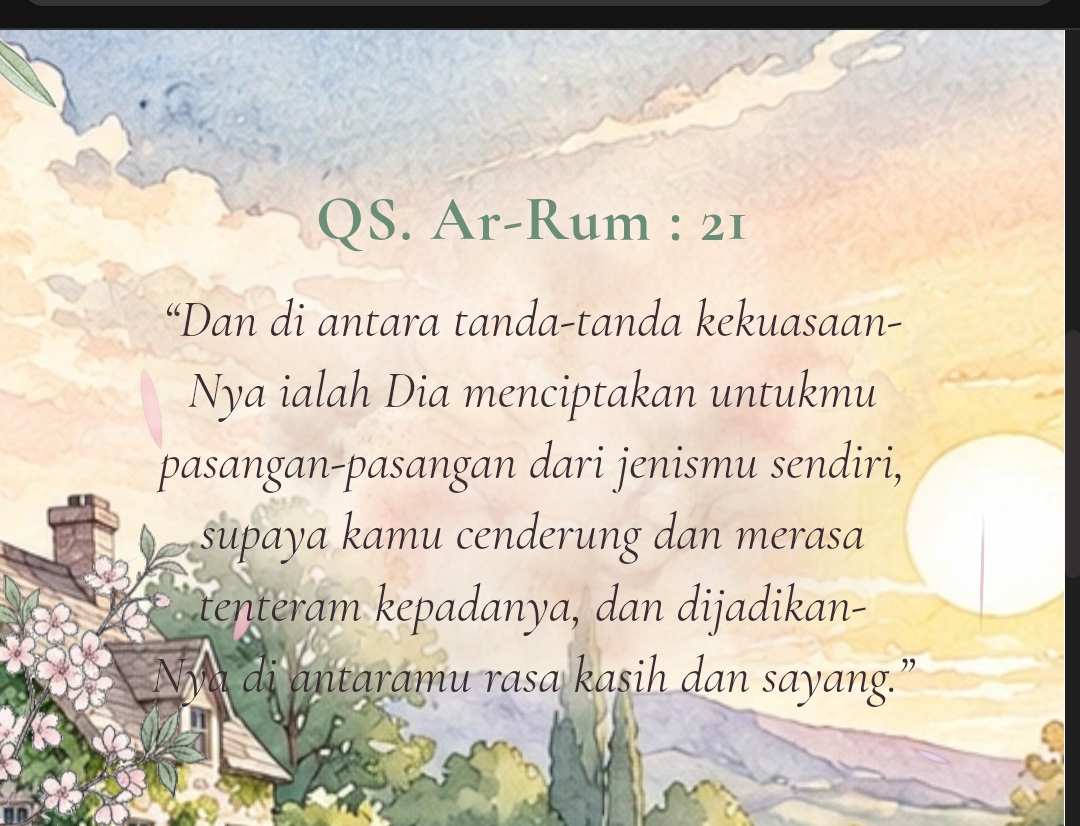 QS. Ar-Rum : 21
“Dan di antara tanda-tanda kekuasaan-
Nya ialah Dia menciptakan untukmu
pasangan-pasangan dari jenismu sendiri,
supaya kamu cenderung dan merasa
tenteram kepadanya, dan dijadikan-
Nya di antaramu rasa kasih dan sayang.”